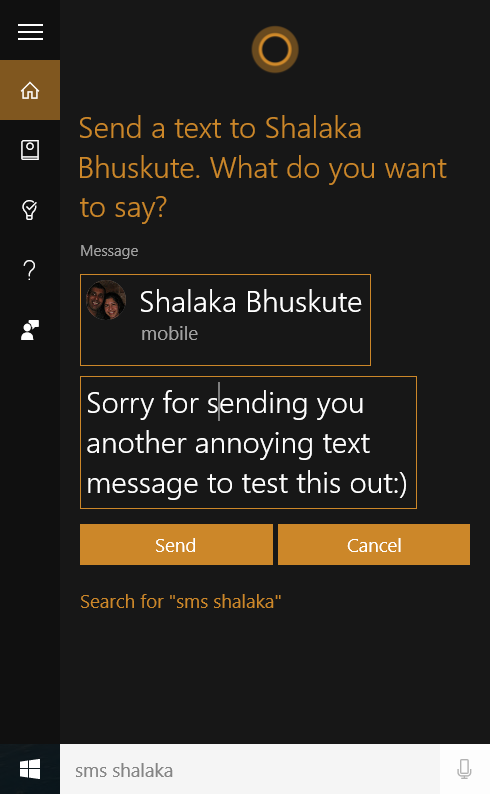 Send a text to Shalaka
Bhuskute. What do you want
to say?
Message
Shalaka Bhuskute
mobile
Sorry for sending you
another annoying text
message to test this out:)
Send
Cancel
Search for "sms shalaka"
sms shalaka